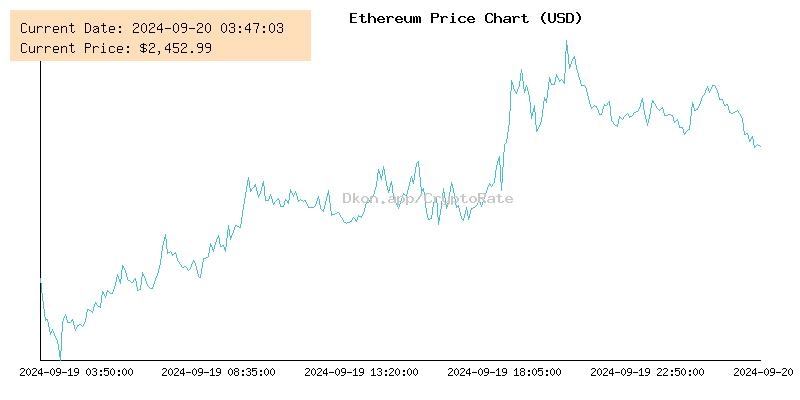 Ethereum Price Chart (USD)
Current Date: 2024-09-20 03:47:03
Current Price: $2,452.99
Dkon.app/CryptoRate
2024-09-19 03:50:00 2024-09-19 08:35:00 2024-09-19 13:20:00 2024-09-19 18:05:00 2024-09-19 22:50:00 2024-09-20